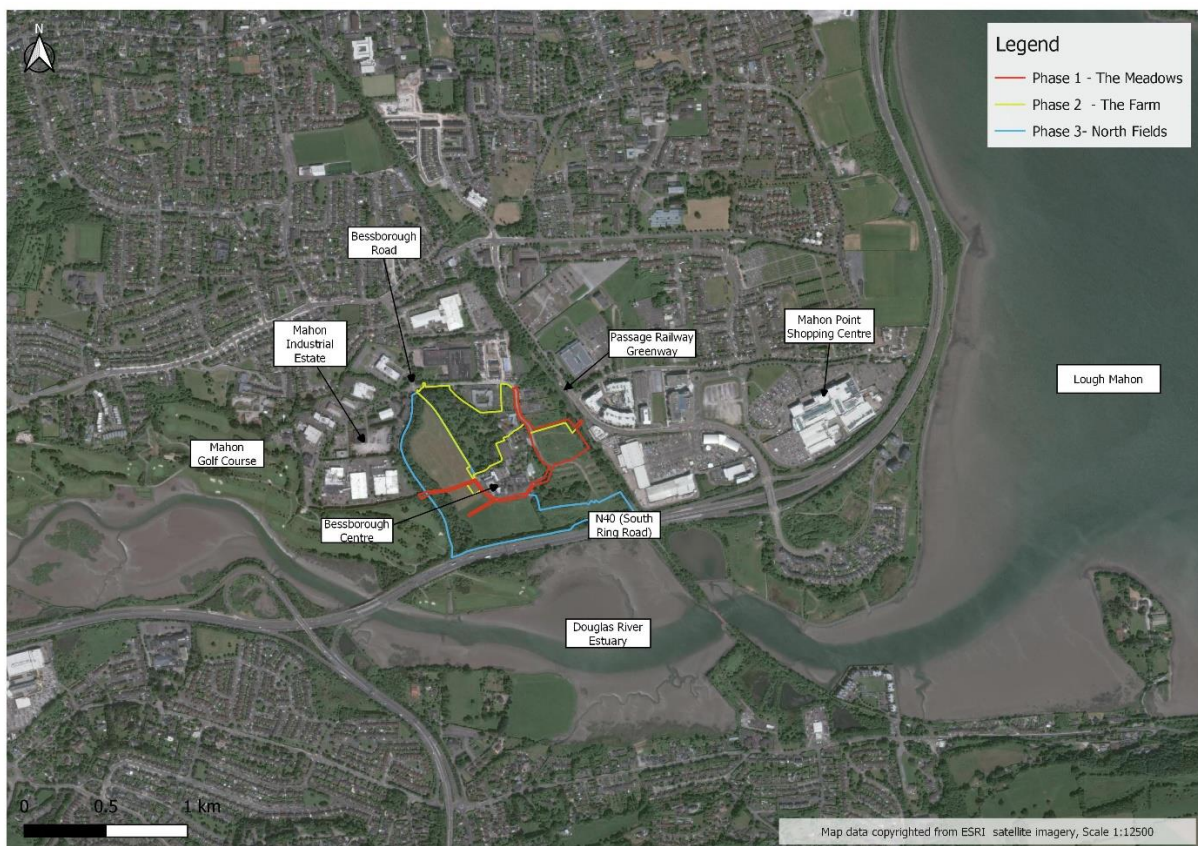 N
Legend
Phase 1 - The Meadows
Phase 2 - The Farm
Phase 3- North Fields
Bessborough
Road
Mahon
Industrial
Estate
Passage Railway
Greenway
Mahon Point
Shopping Centre
Lough Mahon
Mahon
Golf Course
Bessborough
Centre
N40 (South
Ring Road)
Douglas River
Estuary
0 0.5 1 km
Map data copyrighted from ESRI satellite imagery, Scale 1:12500